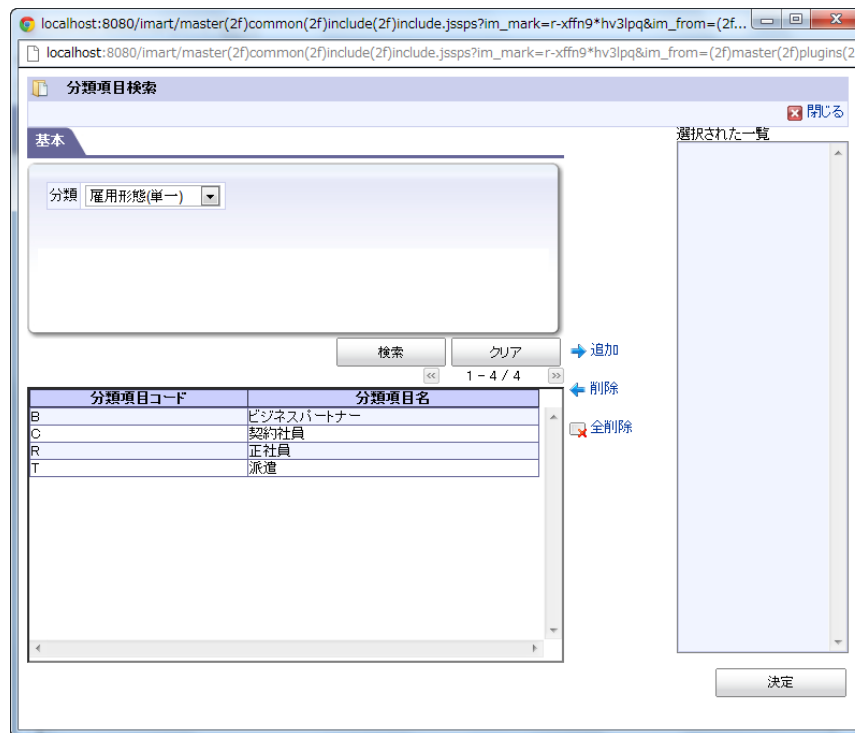 localhost:8080/imart/master(2f)common(2f)include(2f)include.jssps?im_mark=r-xffn9*hv3lpq&im_from=(2f...
localhost:8080/imart/master(2f)common(2f)include(2f)include.jssps?im_mark=r-xffn9*hv3lpq&im_from=(2f)master(2f)plugins(2
分類項目検索
閉じる
基本
選択された一覧
分類 雇用形態(単一)
検索 クリア
追加
<< 1 - 4 / 4 >>
削除
分類項目コード 分類項目名
B ビジネスパートナー
C 契約社員
全削除
R 正社員
T 派遣
決定